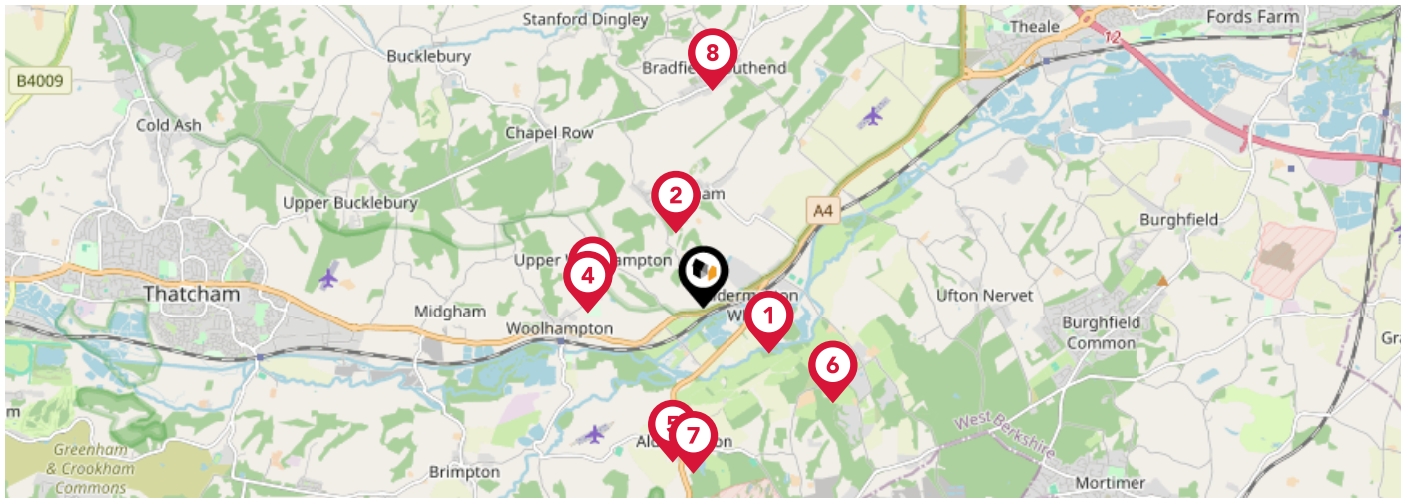 Stanford Dingley
Fords Farm
Theale
12
8
Bucklebury
B4009
Cold Ash
Chapel Row
2
A4
Upper Bucklebury
Burghfield
4
Thatcham
Midgham
Ufton Nervet
1
Woolhampton
Burghfield
Common
6
5
7
West Berkshire
Greenham
& Crookham
Commons
Brimpton
Mortimer